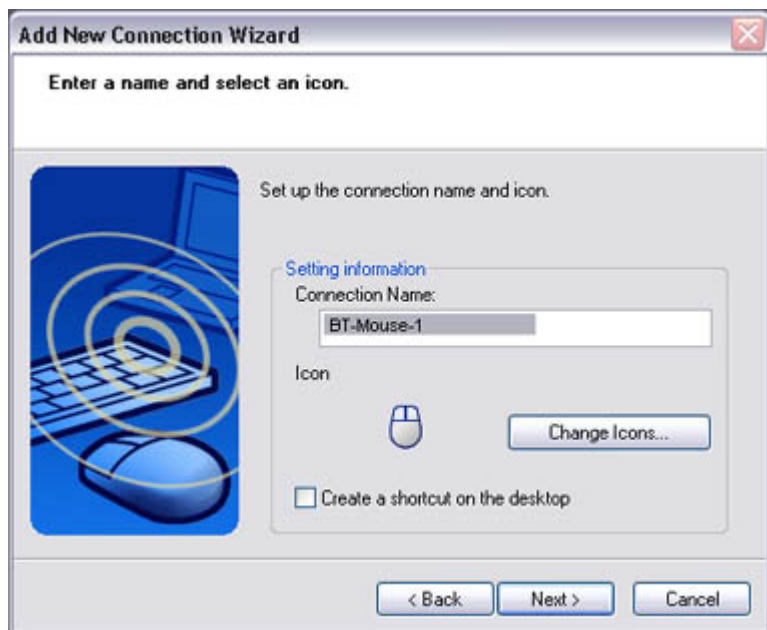 Add New Connection Wizard
Enter a name and select an icon.
Set up the connection name and icon.
Setting information
Connection Name:
BT-Mouse-1
Icon
Change Icons...
Create a shortcut on the desktop
< Back Next > Cancel